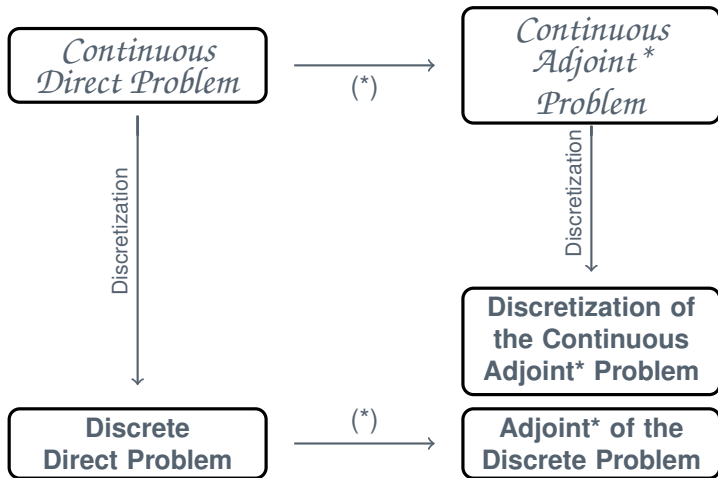 Continuous
Direct Problem
(*)
Continuous
Adjoint*
Problem
Discretization
Discretization
Discretization of
the Continuous
Adjoint* Problem
Discrete
Direct Problem
(*)
Adjoint* of the
Discrete Problem